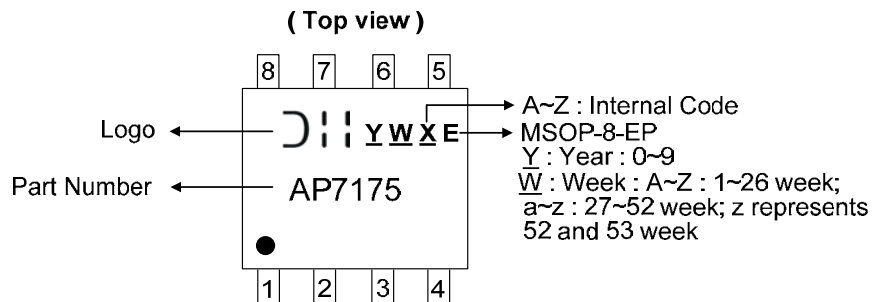 ( Top view )
8 7 6 5
Logo
Y W X E
A~Z : Internal Code
MSOP-8-EP
Y : Year : 0~9
Part Number
AP7175
W : Week : A~Z : 1~26 week;
a~z : 27~52 week; z represents
52 and 53 week
1 2 3 4